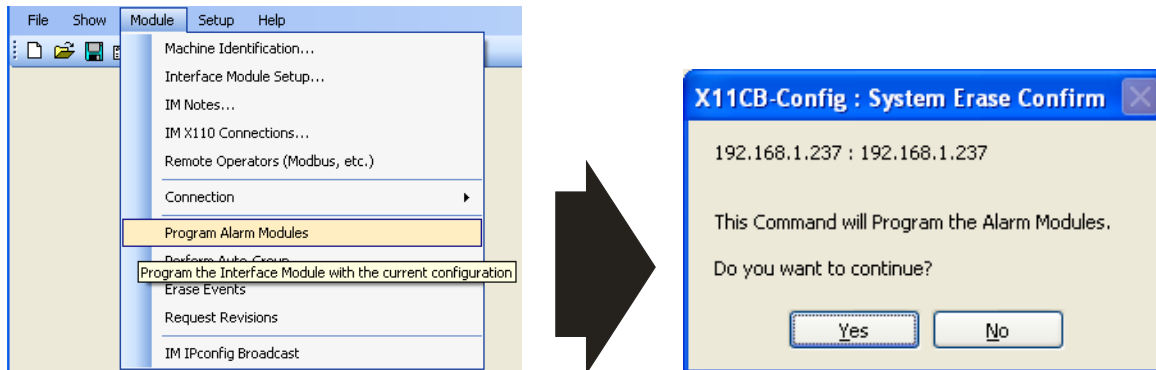 File Show Module Setup Help
Machine Identification...
Interface Module Setup...
IM Notes...
IM X110 Connections...
Remote Operators (Modbus, etc.)
Connection
Program Alarm Modules
Perform Auto Group
Program the Interface Module with the current configuration
Erase Events
Request Revisions
IM IPconfig Broadcast
X11CB-Config : System Erase Confirm
192.168.1.237 : 192.168.1.237
This Command will Program the Alarm Modules.
Do you want to continue?
Yes No